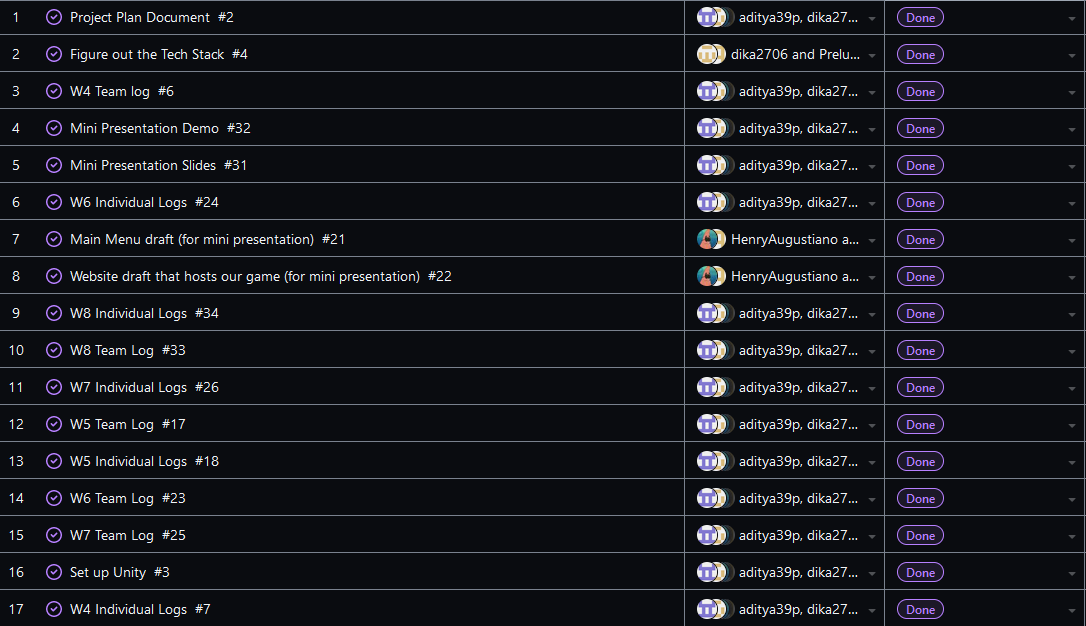 1 Project Plan Document #2 aditya39p, dika27... Done
2 Figure out the Tech Stack #4 dika2706 and Prelu... Done
3 W4 Team log #6 aditya39p, dika27... Done
4 Mini Presentation Demo #32 aditya39p, dika27... Done
5 Mini Presentation Slides #31 aditya39p, dika27... Done
6 W6 Individual Logs #24 aditya39p, dika27... Done
7 Main Menu draft (for mini presentation) #21 HenryAugustiano a... Done
8 Website draft that hosts our game (for mini presentation) #22 HenryAugustiano a... Done
9 W8 Individual Logs #34 aditya39p, dika27... Done
10 W8 Team Log #33 aditya39p, dika27... Done
11 W7 Individual Logs #26 aditya39p, dika27... Done
12 W5 Team Log #17 aditya39p, dika27... Done
13 W5 Individual Logs #18 aditya39p, dika27... Done
14 W6 Team Log #23 aditya39p, dika27... Done
15 W7 Team Log #25 aditya39p, dika27... Done
16 Set up Unity #3 aditya39p, dika27... Done
17 W4 Individual Logs #7 aditya39p, dika27... Done